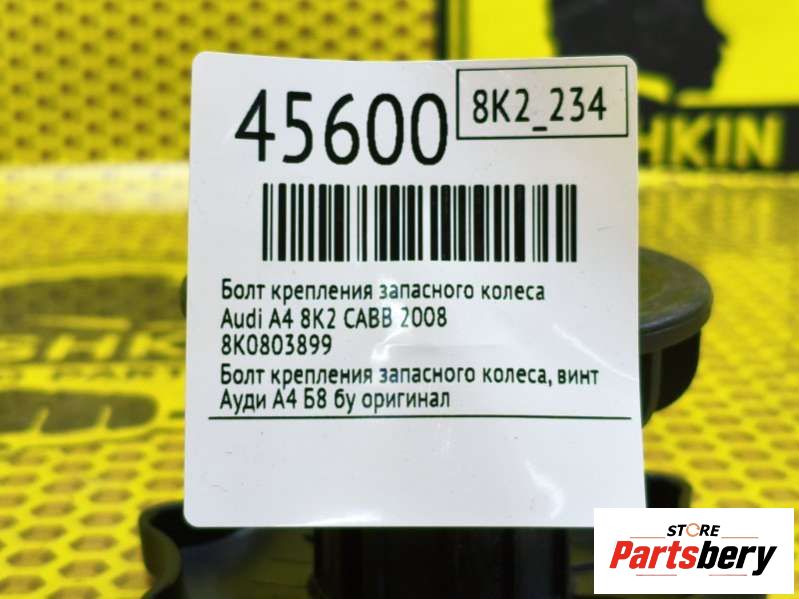 45600
8K2_234
SHKIN
Болт крепления запасного колеса
Audi A4 8K2 CABB 2008
8K0803899
Болт крепления запасного колеса, винт
Ауди А4 Б8 бу оригинал
STORE
Partsbery